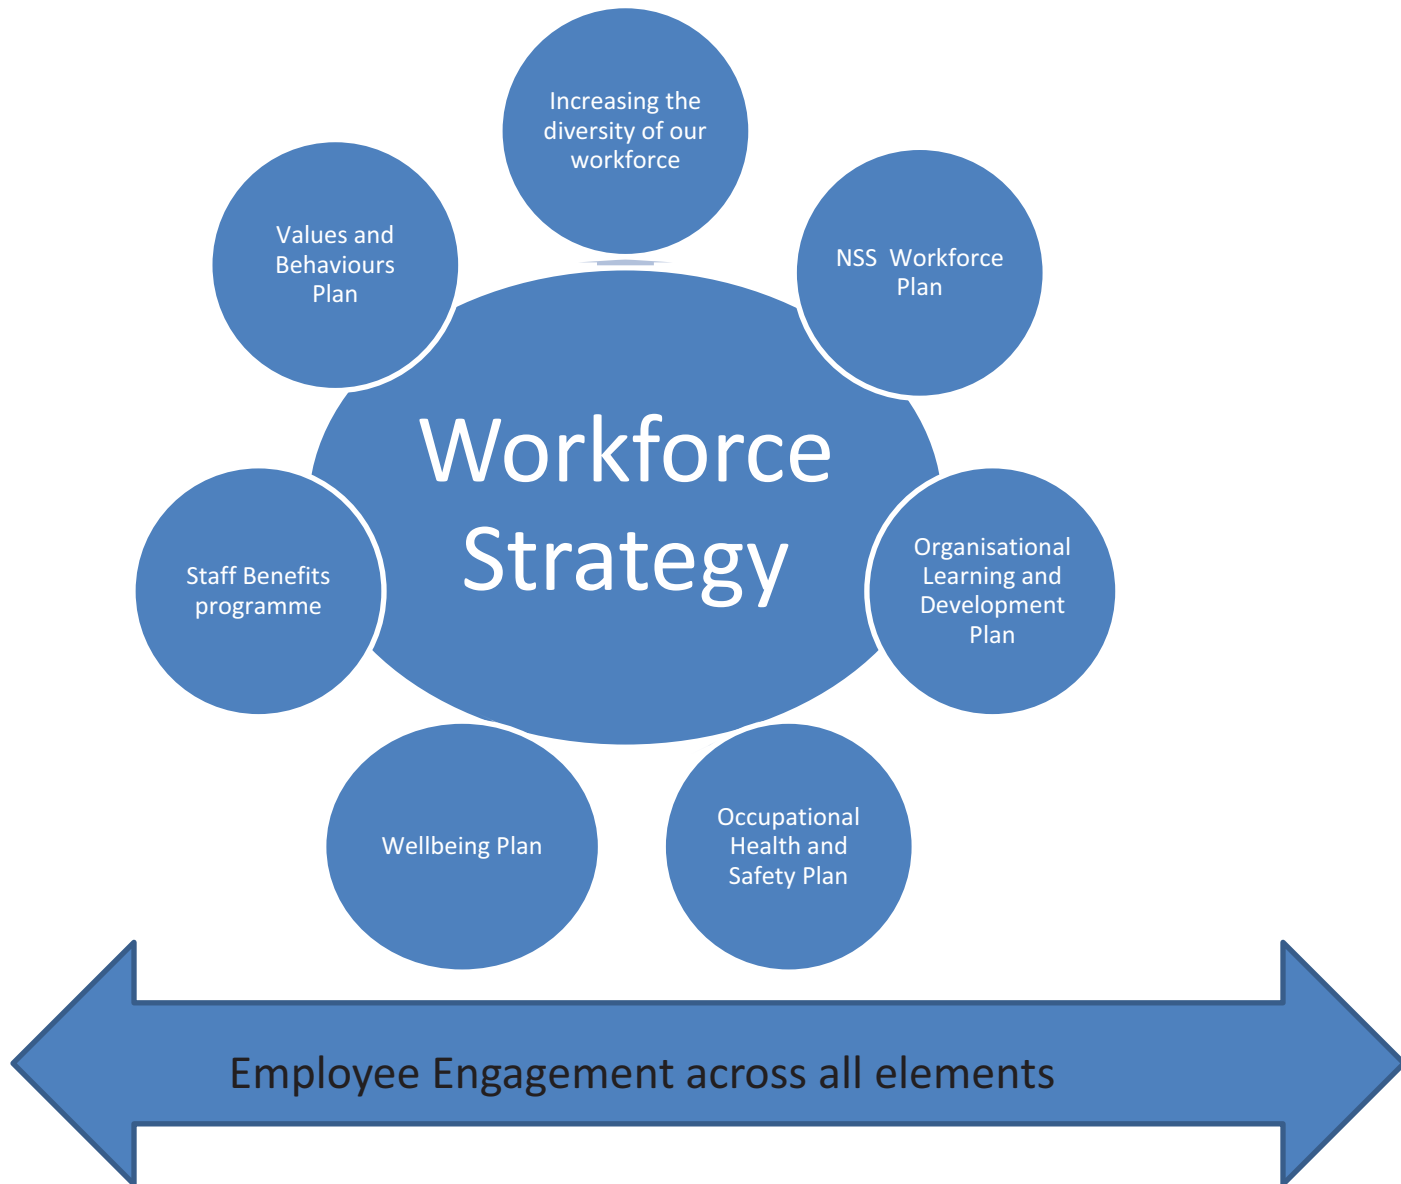 Increasing the
diversity of our
workforce
Values and
Behaviours
Plan
NSS Workforce
Plan
Workforce
Strategy
Staff Benefits
programme
Organisational
Learning and
Development
Plan
Wellbeing Plan
Occupational
Health and
Safety Plan
Employee Engagement across all elements